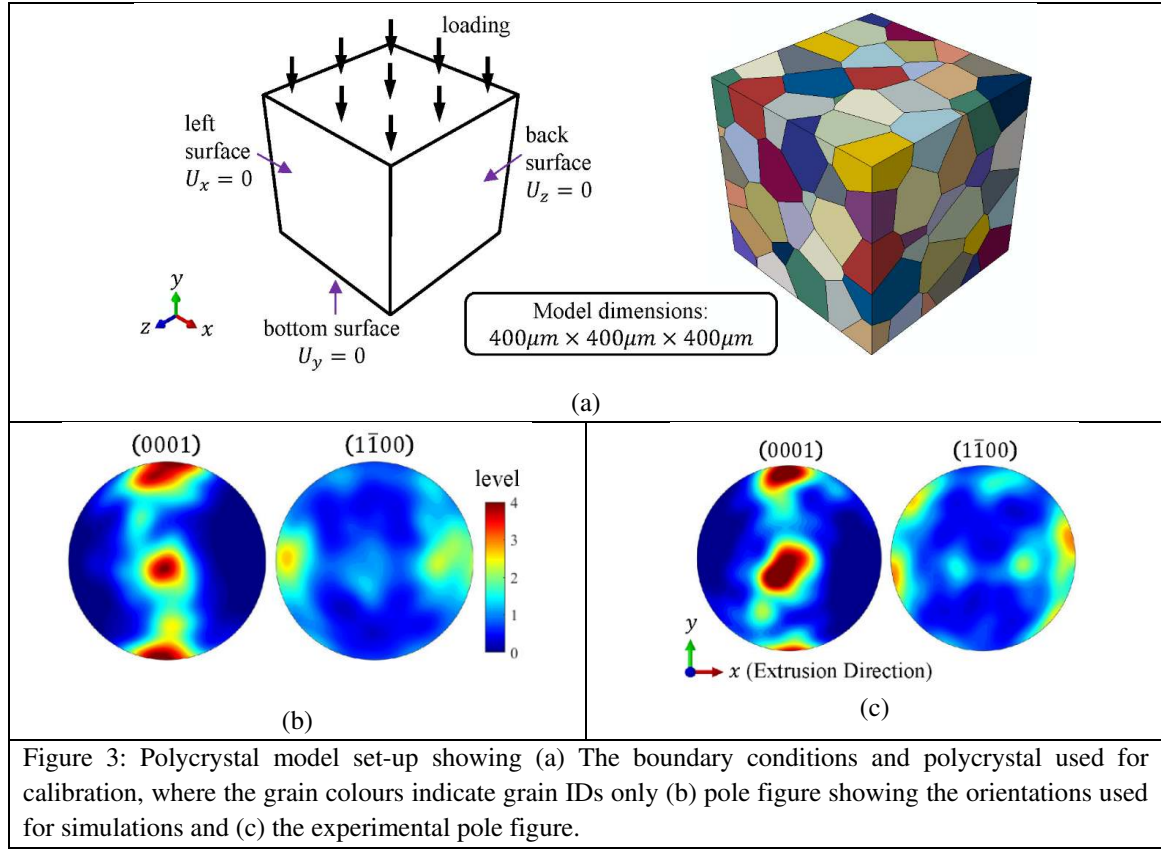 loading
left
surface
U_x = 0
back
surface
U_z = 0
y
z
x
bottom surface
U_y = 0
Model dimensions:
400μm × 400μm × 400μm
(a)
(0001)
(11̄00)
level
4
3
2
1
0
(b)
(0001)
(11̄00)
y
x (Extrusion Direction)
(c)
Figure 3: Polycrystal model set-up showing (a) The boundary conditions and polycrystal used for
calibration, where the grain colours indicate grain IDs only (b) pole figure showing the orientations used
for simulations and (c) the experimental pole figure.